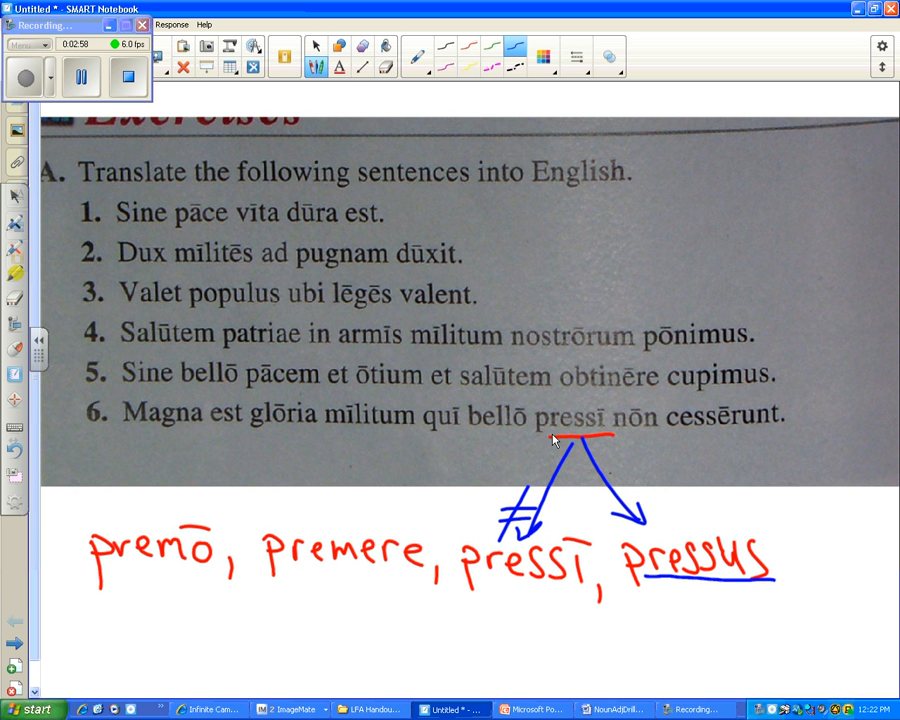 Untitled * - SMART Notebook
Recording...
Response Help
Menu 0:02:58 6.0 fps
Exercises
A. Translate the following sentences into English.
1. Sine pāce vīta dūra est.
2. Dux mīlitēs ad pugnam dūxit.
3. Valet populus ubi lēgēs valent.
4. Salūtem patriae in armīs mīlitum nostrōrum pōnimus.
5. Sine bellō pācem et ōtium et salūtem obtinēre cupimus.
6. Magna est glōria mīlitum quī bellō pressī nōn cessērunt.
premō, premere, pressī, pressus
start Infinite Cam... 2 ImageMate LFA Handou... Untitled * - ... Microsoft Po... NounAdjDrill... Recording... 12:22 PM